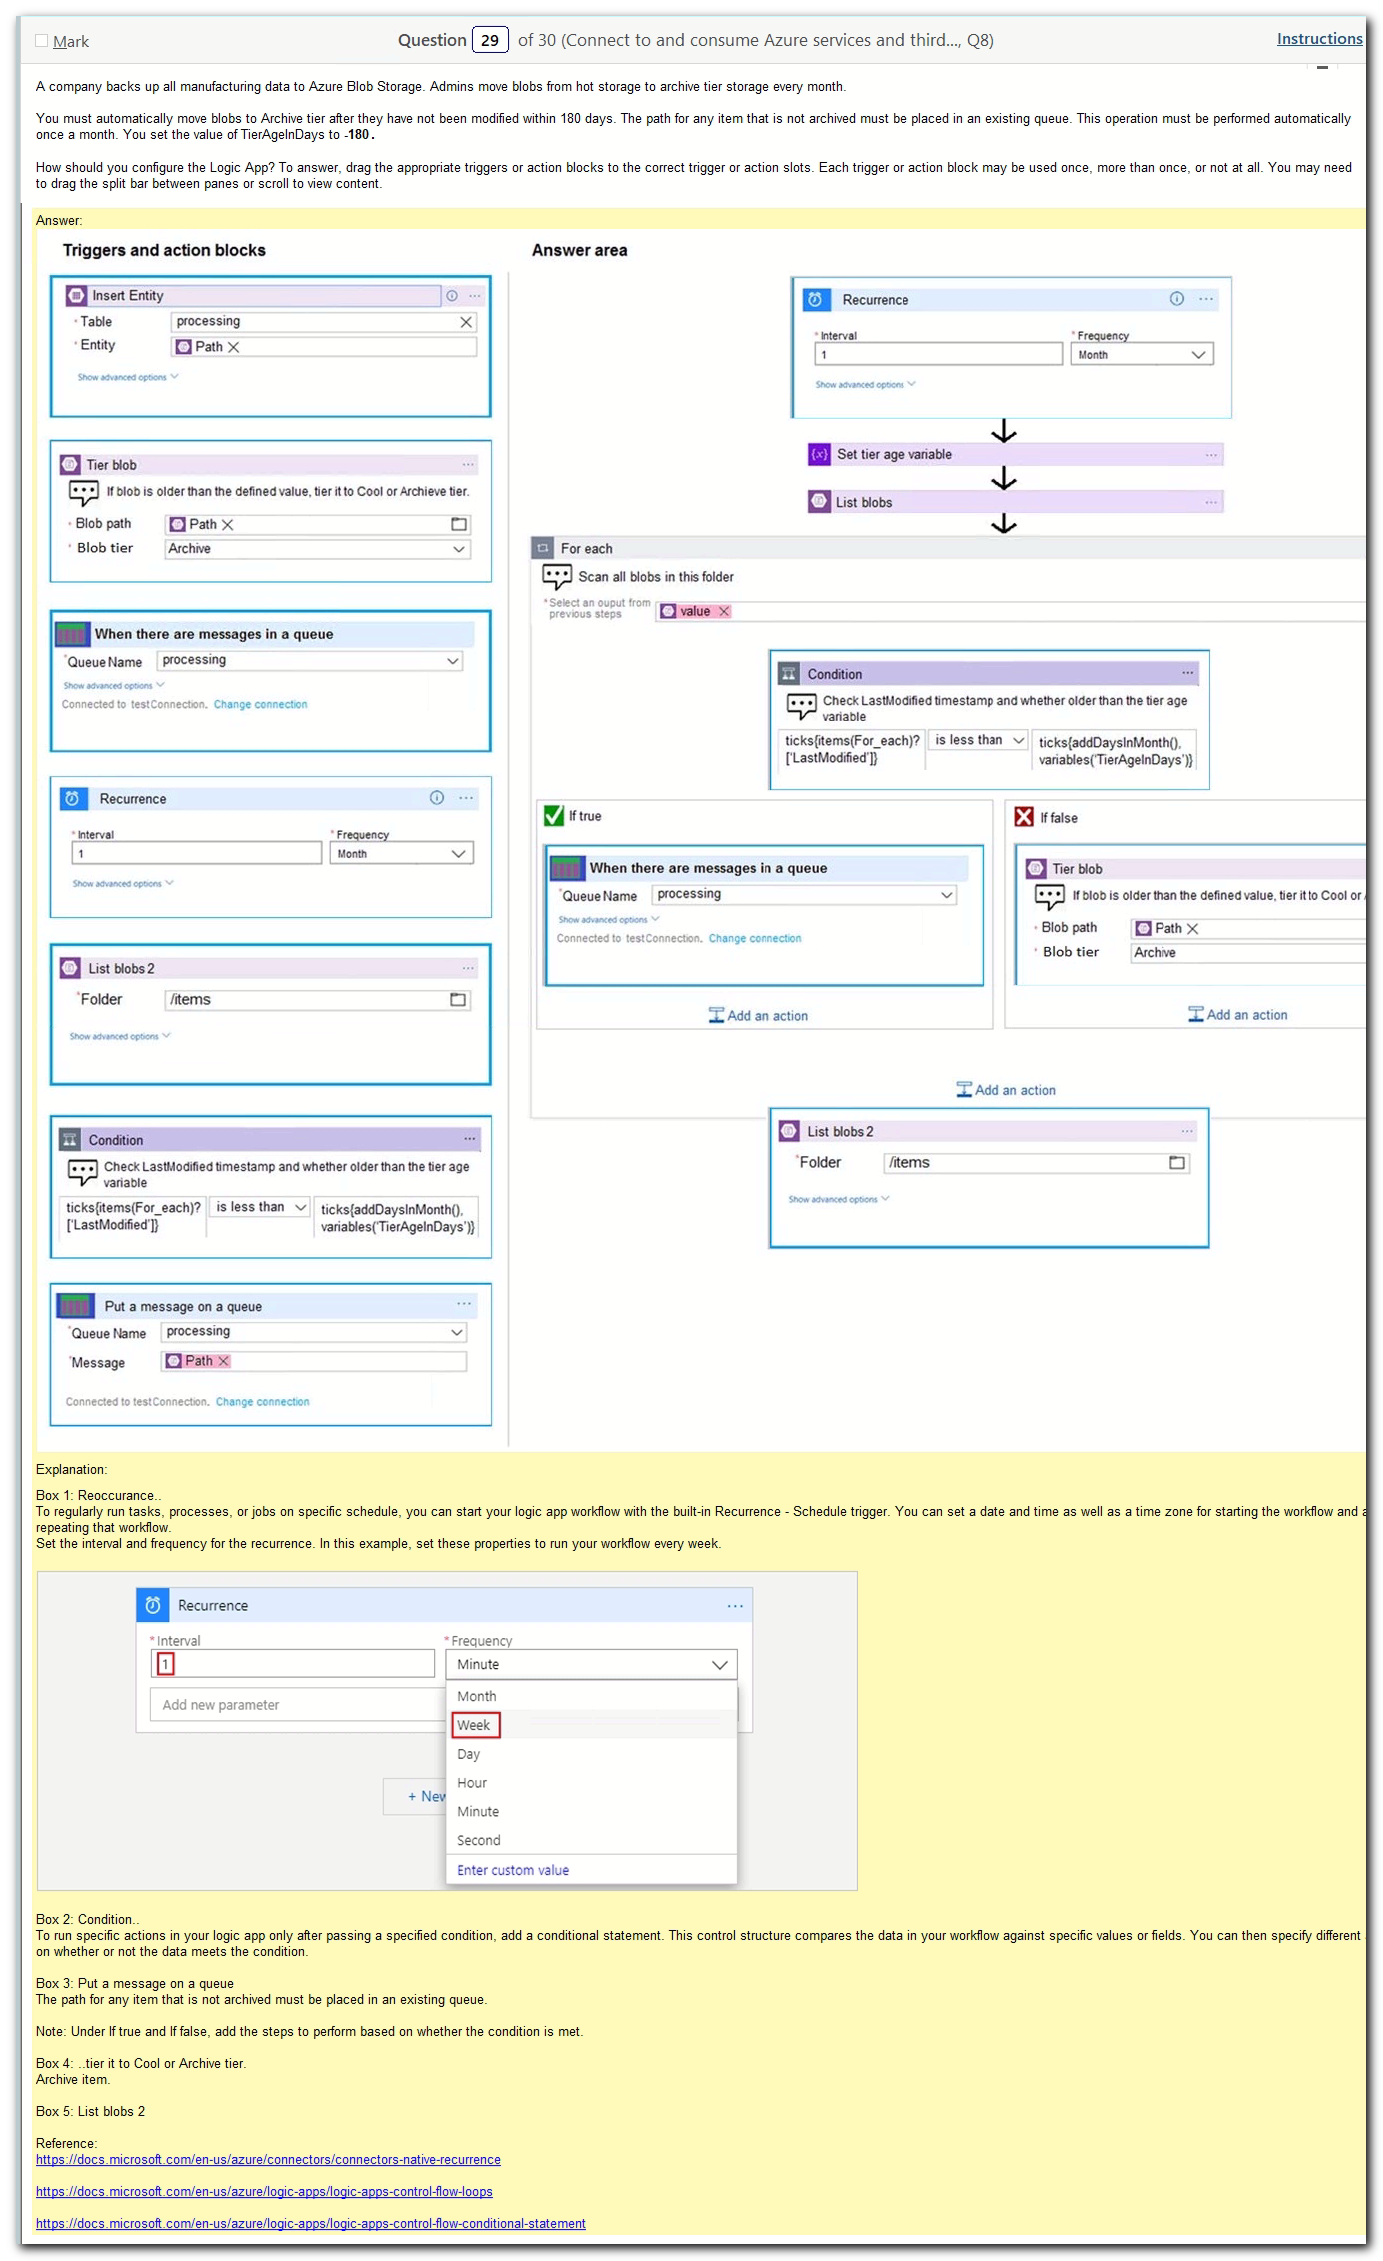 Mark
Question 29 of 30 (Connect to and consume Azure services and third..., Q8)
Instructions
A company backs up all manufacturing data to Azure Blob Storage. Admins move blobs from hot storage to archive tier storage every month.
You must automatically move blobs to Archive tier after they have not been modified within 180 days. The path for any item that is not archived must be placed in an existing queue. This operation must be performed automatically
once a month. You set the value of TierAgeInDays to -180.
How should you configure the Logic App? To answer, drag the appropriate triggers or action blocks to the correct trigger or action slots. Each trigger or action block may be used once, more than once, or not at all. You may need
to drag the split bar between panes or scroll to view content.
Answer:
Triggers and action blocks
Insert Entity
* Table processing
* Entity Path
Show advanced options
Tier blob
If blob is older than the defined value, tier it to Cool or Archieve tier.
* Blob path Path
* Blob tier Archive
When there are messages in a queue
*Queue Name processing
Show advanced options
Connected to testConnection. Change connection
Recurrence
* Interval * Frequency
1 Month
Show advanced options
List blobs 2
*Folder /items
Show advanced options
Condition
Check LastModified timestamp and whether older than the tier age
variable
ticks{items(For_each)?
['LastModified']}
is less than
ticks{addDaysInMonth(),
variables('TierAgeInDays')}
Put a message on a queue
*Queue Name processing
*Message Path
Connected to testConnection. Change connection
Answer area
Recurrence
* Interval * Frequency
1 Month
Show advanced options
{x} Set tier age variable
List blobs
For each
Scan all blobs in this folder
*Select an ouput from
previous steps
value
Condition
Check LastModified timestamp and whether older than the tier age
variable
ticks{items(For_each)?
['LastModified']}
is less than
ticks{addDaysInMonth(),
variables('TierAgeInDays')}
If true
When there are messages in a queue
*Queue Name processing
Show advanced options
Connected to testConnection. Change connection
Add an action
If false
Tier blob
If blob is older than the defined value, tier it to Cool or
* Blob path Path
* Blob tier Archive
Add an action
Add an action
List blobs 2
*Folder /items
Show advanced options
Explanation:
Box 1: Reoccurance..
To regularly run tasks, processes, or jobs on specific schedule, you can start your logic app workflow with the built-in Recurrence - Schedule trigger. You can set a date and time as well as a time zone for starting the workflow and
repeating that workflow.
Set the interval and frequency for the recurrence. In this example, set these properties to run your workflow every week.
Recurrence
* Interval * Frequency
1 Minute
Add new parameter
Month
Week
Day
Hour
Minute
Second
Enter custom value
+ New
Box 2: Condition..
To run specific actions in your logic app only after passing a specified condition, add a conditional statement. This control structure compares the data in your workflow against specific values or fields. You can then specify different
on whether or not the data meets the condition.
Box 3: Put a message on a queue
The path for any item that is not archived must be placed in an existing queue.
Note: Under If true and If false, add the steps to perform based on whether the condition is met.
Box 4: ..tier it to Cool or Archive tier.
Archive item.
Box 5: List blobs 2
Reference:
https://docs.microsoft.com/en-us/azure/connectors/connectors-native-recurrence
https://docs.microsoft.com/en-us/azure/logic-apps/logic-apps-control-flow-loops
https://docs.microsoft.com/en-us/azure/logic-apps/logic-apps-control-flow-conditional-statement